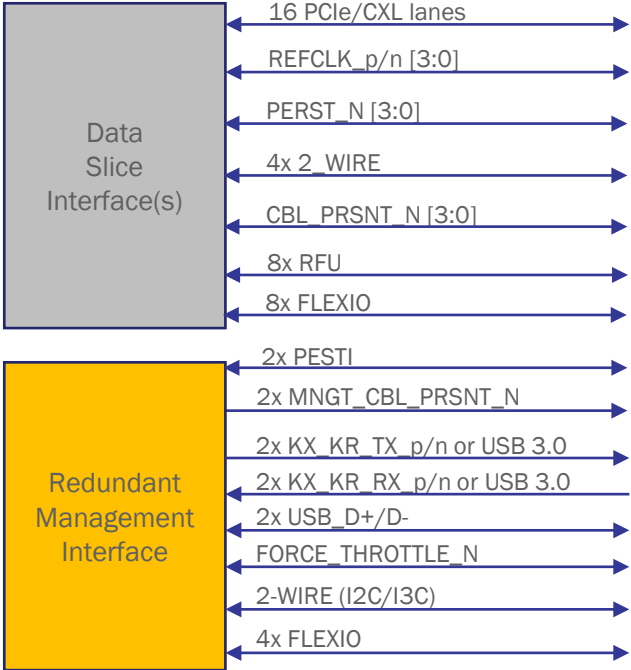 16 PCIe/CXL lanes
REFCLK_p/n [3:0]
PERST_N [3:0]
Data
Slice
Interface(s)
4x 2_WIRE
CBL_PRSNT_N [3:0]
8x RFU
8x FLEXIO
2x PESTI
2x MNGT_CBL_PRSNT_N
2x KX_KR_TX_p/n or USB 3.0
Redundant
Management
Interface
2x KX_KR_RX_p/n or USB 3.0
2x USB_D+/D-
FORCE_THROTTLE_N
2-WIRE (I2C/I3C)
4x FLEXIO